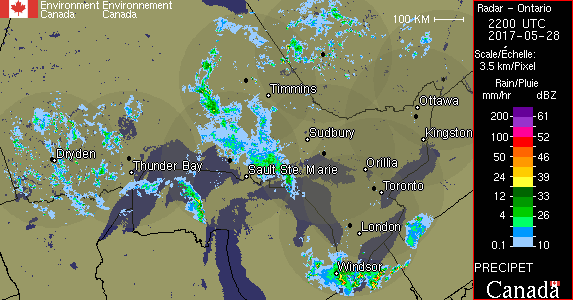 Environment Environnement
Canada Canada
100 KM
Timmins
Ottawa
Sudbury
Kingston
Dryden
Thunder Bay
Sault Ste. Marie
Orillia
Toronto
London
Windsor
Radar - Ontario
2200 UTC
2017-05-28
Scale/Échelle:
3.5 km/Pixel
Rain/Pluie
mm/hr dBZ
200 61
100 52
50 46
24 39
12 33
4 26
0.1 10
PRECIPET
Canada